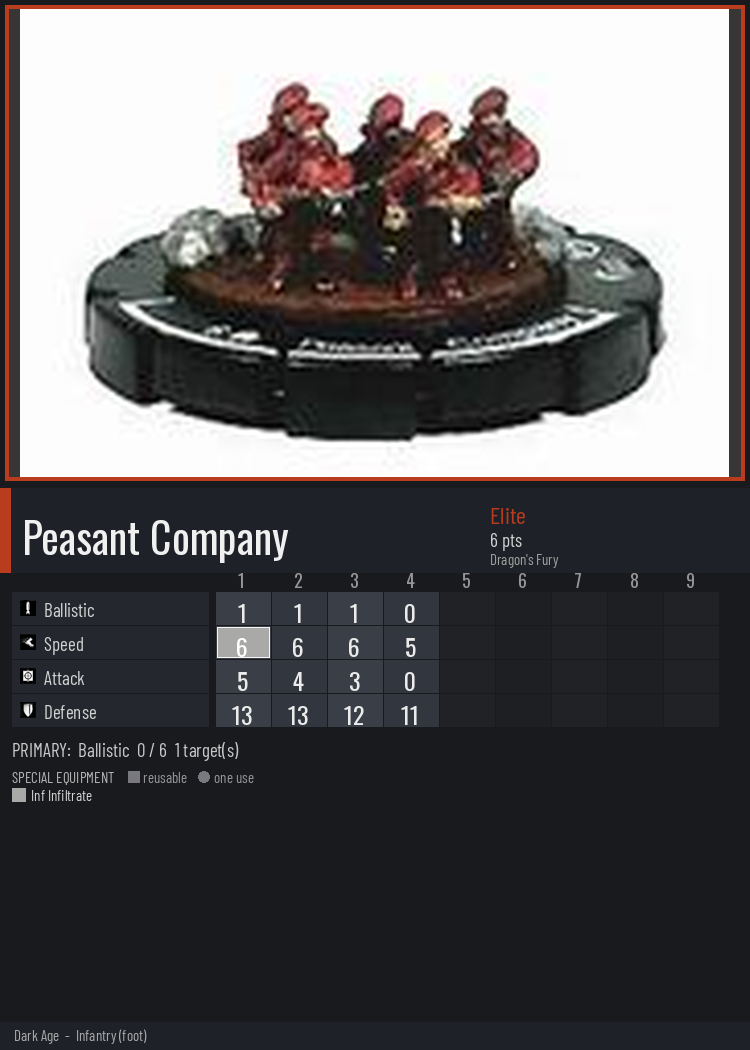 Peasant Company
Elite
6 pts
Dragon's Fury
1 2 3 4 5 6 7 8 9
Ballistic 1 1 1 0
Speed 6 6 6 5
Attack 5 4 3 0
Defense 13 13 12 11
PRIMARY: Ballistic 0 / 6 1 target(s)
SPECIAL EQUIPMENT reusable one use
Inf Infiltrate
Dark Age - Infantry (foot)